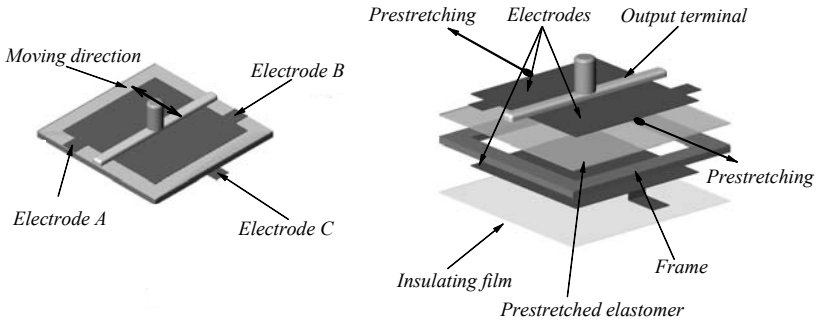 Moving direction
Electrode B
Electrode A
Electrode C
Prestretching
Electrodes
Output terminal
Prestretching
Insulating film
Frame
Prestretched elastomer